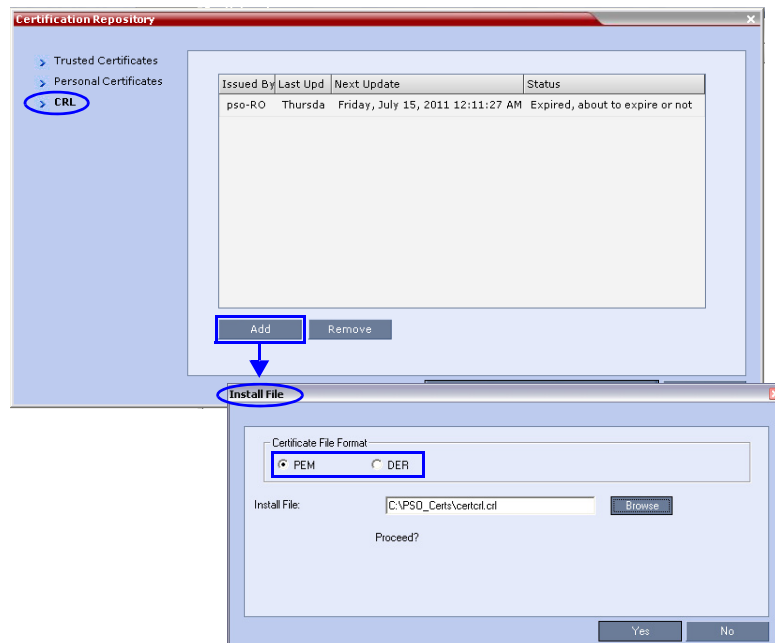 Certification Repository
Trusted Certificates
Personal Certificates
CRL
Issued By Last Upd Next Update Status
pso-RO Thursda Friday, July 15, 2011 12:11:27 AM Expired, about to expire or not
Add Remove
Install File
Certificate File Format
PEM DER
Install File: C:\PSO_Certs\certcrl.crl Browse
Proceed?
Yes No